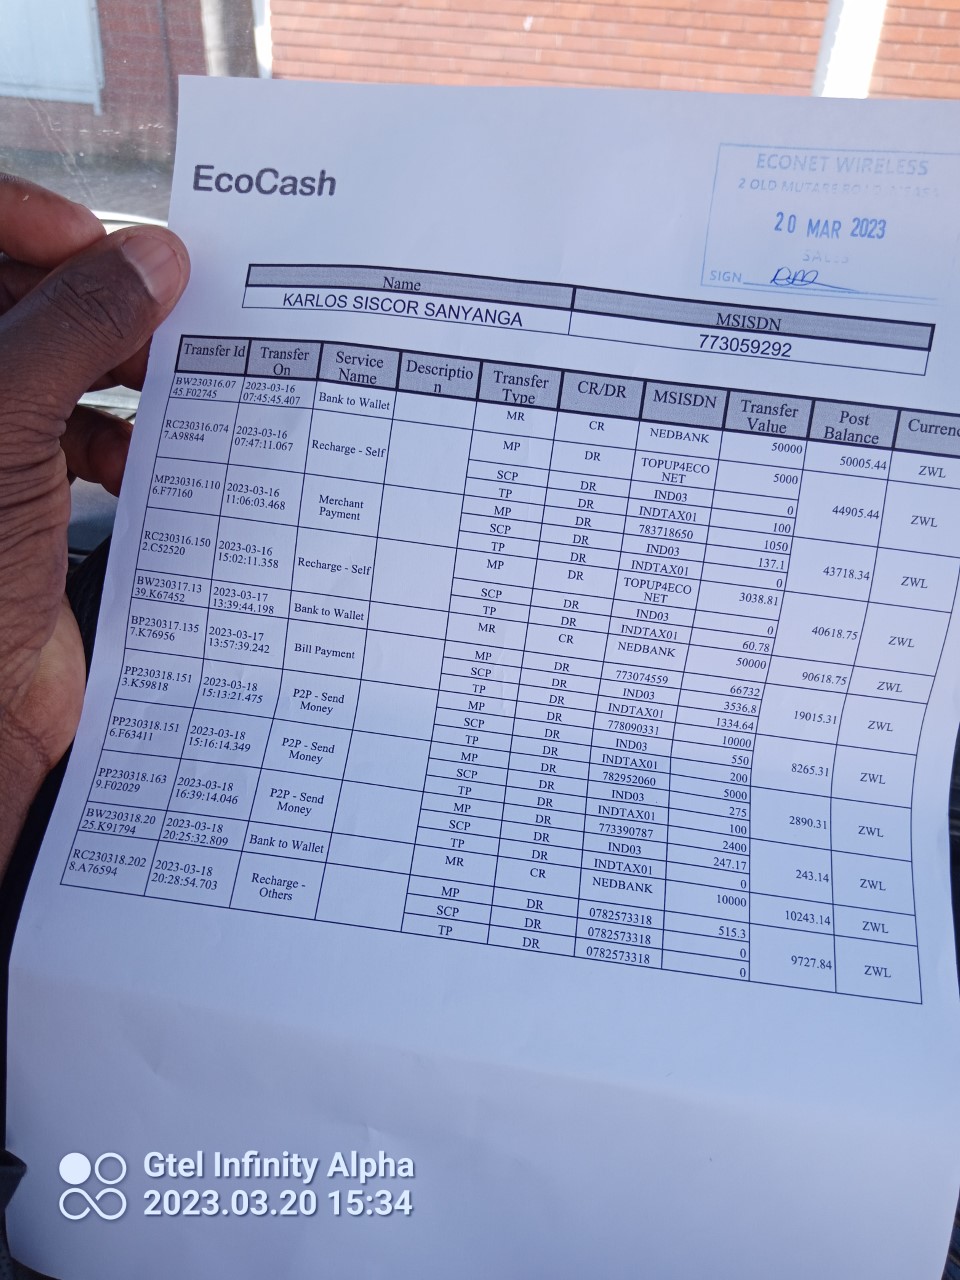 EcoCash
ECONET WIRELESS
2 OLD MUTARE ROAD
20 MAR 2023
SALES
SIGN
Name MSISDN
KARLOS SISCOR SANYANGA 773059292
Transfer Id Transfer On Service Name Descriptio n Transfer Type CR/DR MSISDN Transfer Value Post Balance Currenc
BW230316.0745.F02745 2023-03-16 07:45:45.407 Bank to Wallet MR CR NEDBANK 50000 50005.44 ZWL
RC230316.0747.A98844 2023-03-16 07:47:11.067 Recharge - Self MP DR TOPUP4ECONET 5000 44905.44 ZWL
SCP DR IND03 0
TP DR INDTAX01 100
MP230316.1106.F77160 2023-03-16 11:06:03.468 Merchant Payment MP DR 783718650 1050 43718.34 ZWL
SCP DR IND03 137.1
TP DR INDTAX01 0
RC230316.1502.C52520 2023-03-16 15:02:11.358 Recharge - Self MP DR TOPUP4ECONET 3038.81 40618.75 ZWL
SCP DR IND03 0
TP DR INDTAX01 60.78
BW230317.1339.K67452 2023-03-17 13:39:44.198 Bank to Wallet MR CR NEDBANK 50000 90618.75 ZWL
BP230317.1357.K76956 2023-03-17 13:57:39.242 Bill Payment MP DR 773074559 66732 19015.31 ZWL
SCP DR IND03 3536.8
TP DR INDTAX01 1334.64
PP230318.1513.K59818 2023-03-18 15:13:21.475 P2P - Send Money MP DR 778090331 10000 8265.31 ZWL
SCP DR IND03 550
TP DR INDTAX01 200
PP230318.1516.F63411 2023-03-18 15:16:14.349 P2P - Send Money MP DR 782952060 5000 2890.31 ZWL
SCP DR IND03 275
TP DR INDTAX01 100
PP230318.1639.F02029 2023-03-18 16:39:14.046 P2P - Send Money MP DR 773390787 2400 243.14 ZWL
SCP DR IND03 247.17
TP DR INDTAX01 0
BW230318.2025.K91794 2023-03-18 20:25:32.809 Bank to Wallet MR CR NEDBANK 10000 10243.14 ZWL
RC230318.2028.A76594 2023-03-18 20:28:54.703 Recharge - Others MP DR 0782573318 515.3 9727.84 ZWL
SCP DR 0782573318 0
TP DR 0782573318 0
Gtel Infinity Alpha
2023.03.20 15:34